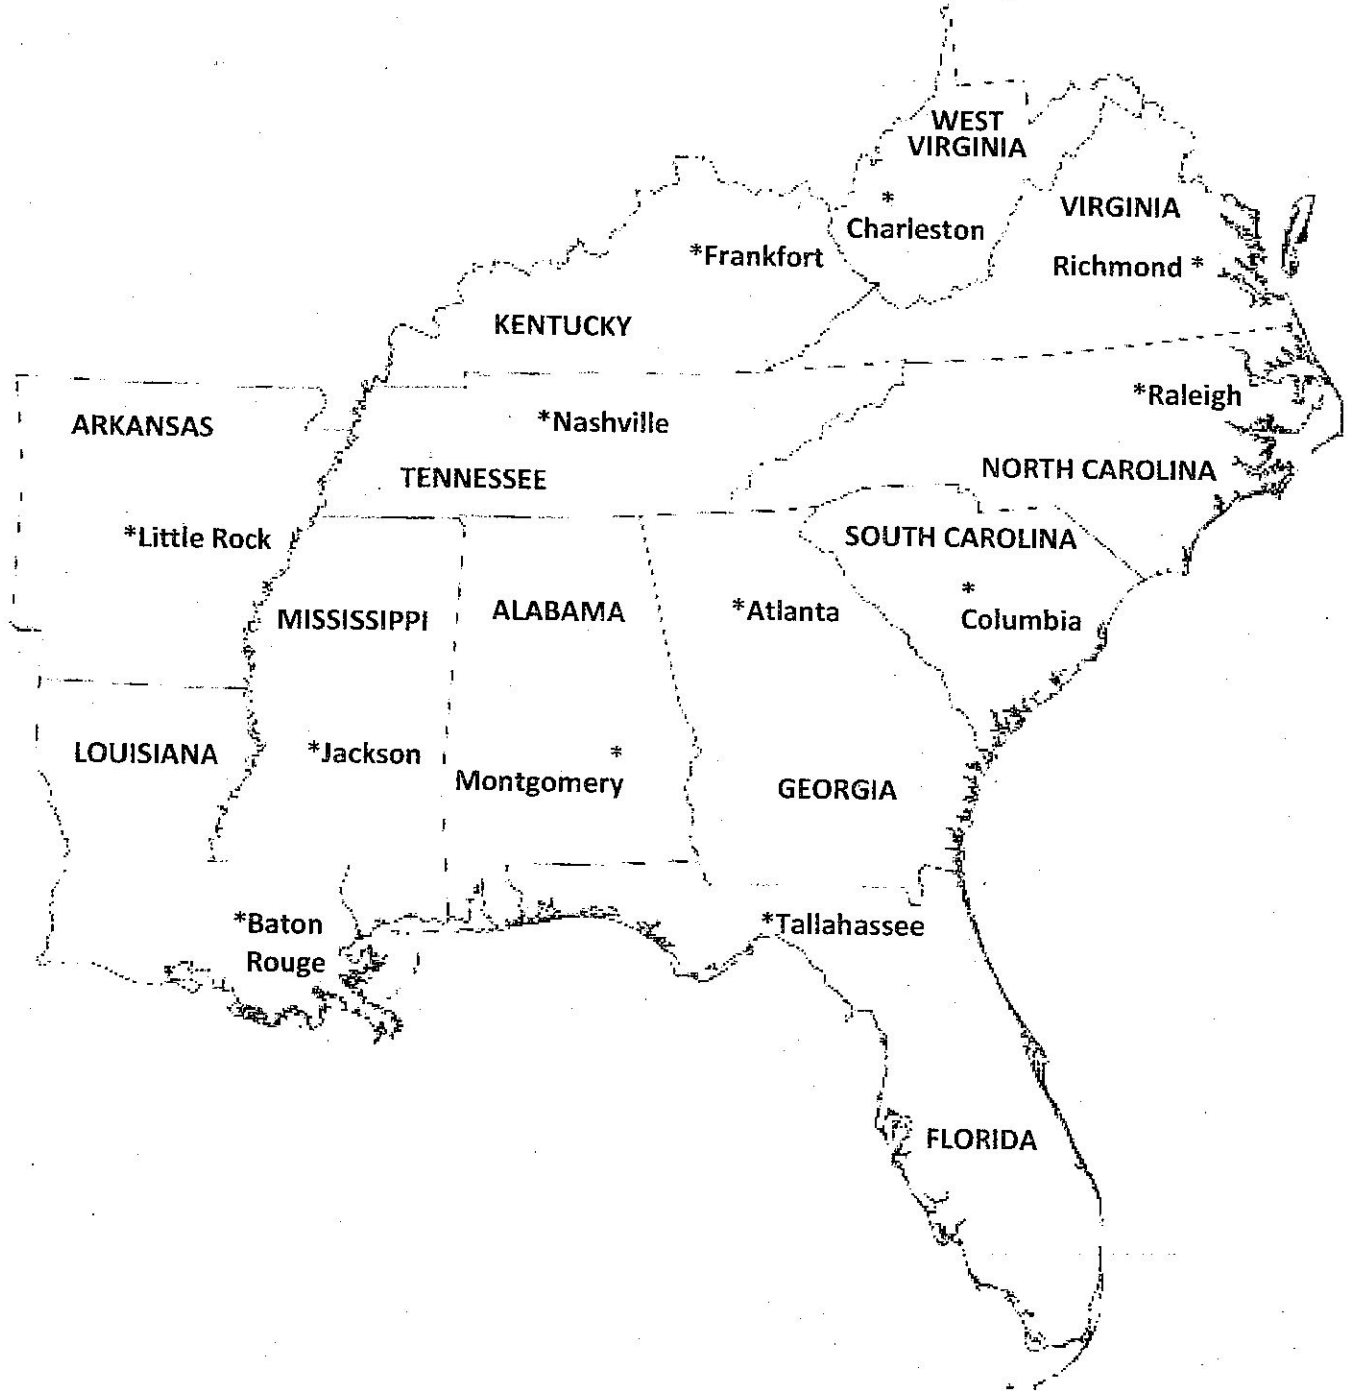 WEST
VIRGINIA
*
Charleston
VIRGINIA
Richmond *
*Frankfort
KENTUCKY
ARKANSAS
*Nashville
*Raleigh
TENNESSEE
NORTH CAROLINA
*Little Rock
SOUTH CAROLINA
*
Columbia
MISSISSIPPI
ALABAMA
*Atlanta
LOUISIANA
*Jackson
*
Montgomery
GEORGIA
*Baton
Rouge
*Tallahassee
FLORIDA